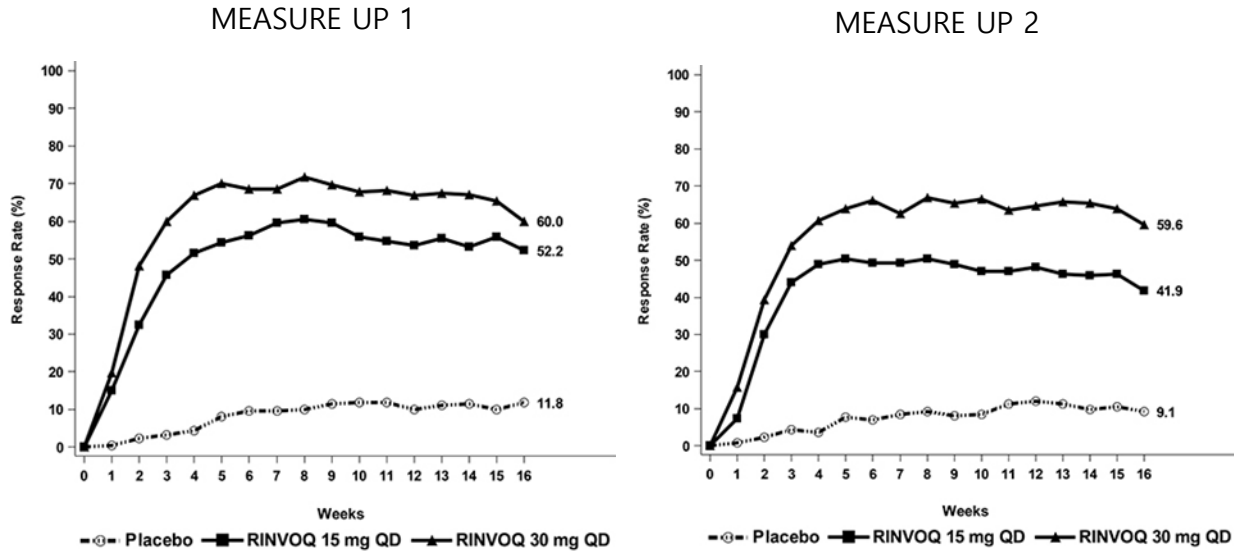 MEASURE UP 1
Response Rate (%)
100
90
80
70
60
50
40
30
20
10
0
60.0
52.2
11.8
0 1 2 3 4 5 6 7 8 9 10 11 12 13 14 15 16
Weeks
Placebo RINVOQ 15 mg QD RINVOQ 30 mg QD
MEASURE UP 2
Response Rate (%)
100
90
80
70
60
50
40
30
20
10
0
59.6
41.9
9.1
0 1 2 3 4 5 6 7 8 9 10 11 12 13 14 15 16
Weeks
Placebo RINVOQ 15 mg QD RINVOQ 30 mg QD